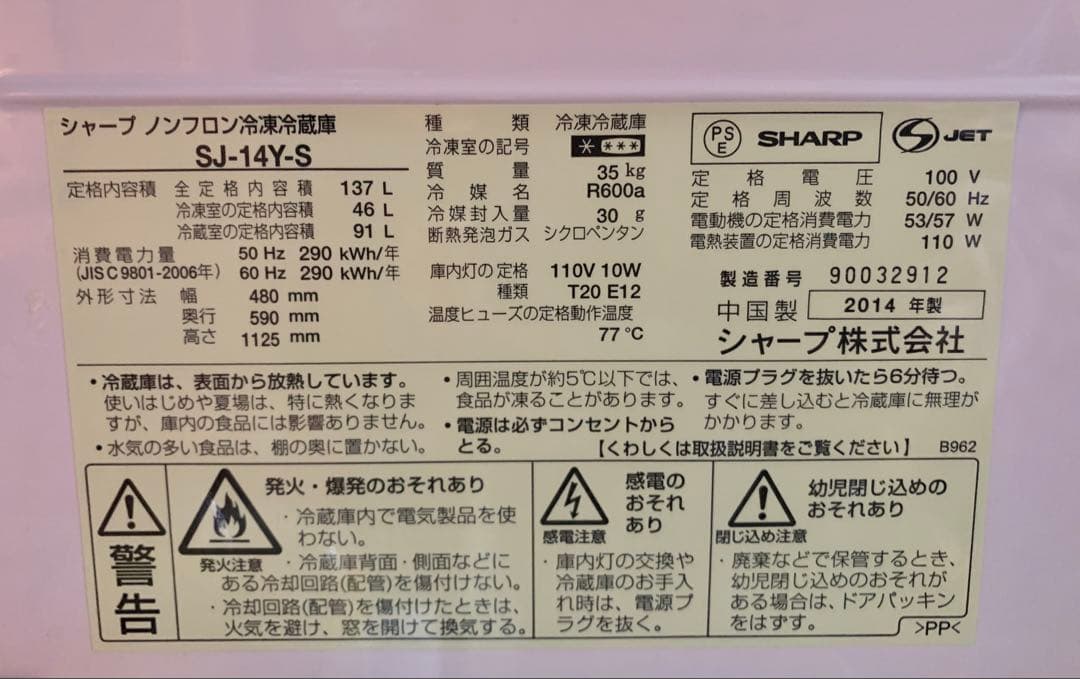 シャープ ノンフロン冷凍冷蔵庫
SJ-14Y-S
定格内容積 全定格内容積 137 L
冷凍室の定格内容積 46 L
冷蔵室の定格内容積 91 L
消費電力量 50 Hz 290 kWh/年
(JIS C 9801-2006年) 60 Hz 290 kWh/年
外形寸法 幅 480 mm
奥行 590 mm
高さ 1125 mm
種類 冷凍冷蔵庫
冷凍室の記号 * ***
質量 35 kg
冷媒名 R600a
冷媒封入量 30 g
断熱発泡ガス シクロペンタン
庫内灯の定格 110V 10W
種類 T20 E12
温度ヒューズの定格動作温度
77 ℃
PSE SHARP S JET
定格電圧 100 V
定格周波数 50/60 Hz
電動機の定格消費電力 53/57 W
電熱装置の定格消費電力 110 W
製造番号 90032912
中国製 2014 年製
シャープ株式会社
・冷蔵庫は、表面から放熱しています。
使いはじめや夏場は、特に熱くなりま
すが、庫内の食品には影響ありません。
・水気の多い食品は、棚の奥に置かない。
・周囲温度が約5℃以下では、
食品が凍ることがあります。
・電源は必ずコンセントから
とる。
・電源プラグを抜いたら6分待つ。
すぐに差し込むと冷蔵庫に無理が
かかります。
【くわしくは取扱説明書をご覧ください】 B962
警告
発火注意
発火・爆発のおそれあり
・冷蔵庫内で電気製品を使
わない。
・冷蔵庫背面・側面などに
ある冷却回路(配管)を傷付けない。
・冷却回路(配管)を傷付けたときは、
火気を避け、窓を開けて換気する。
感電注意
感電の
おそれ
あり
・庫内灯の交換や
冷蔵庫のお手入
れ時は、電源プ
ラグを抜く。
閉じ込め注意
幼児閉じ込めの
おそれあり
・廃棄などで保管するとき、
幼児閉じ込めのおそれが
ある場合は、ドアパッキン
をはずす。
>PP<